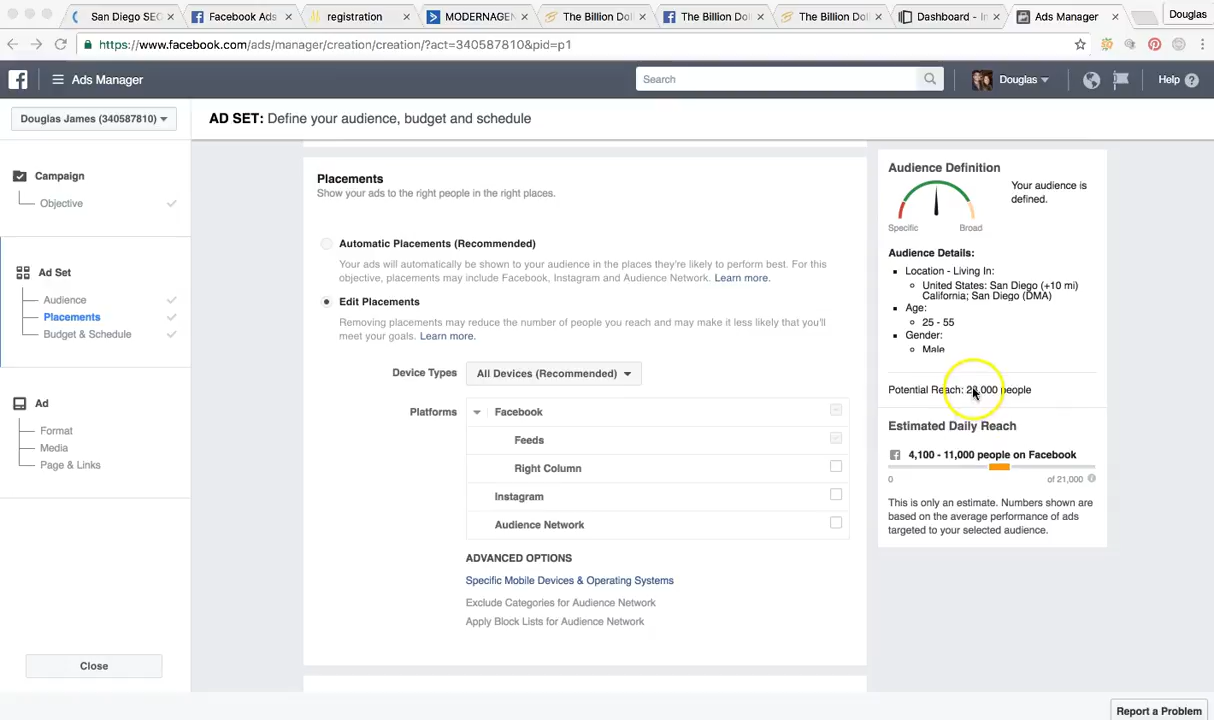 San Diego SEO
Facebook Ads
registration
MODERNAGEN
The Billion Dol
The Billion Dol
The Billion Dol
Dashboard - In
Ads Manager
Douglas
https://www.facebook.com/ads/manager/creation/creation/?act=340587810&pid=p1
Ads Manager
Search
Douglas
Help
Douglas James (340587810)
AD SET: Define your audience, budget and schedule
Campaign
Objective
Ad Set
Audience
Placements
Budget & Schedule
Ad
Format
Media
Page & Links
Close
Placements
Show your ads to the right people in the right places.
Automatic Placements (Recommended)
Your ads will automatically be shown to your audience in the places they're likely to perform best. For this
objective, placements may include Facebook, Instagram and Audience Network. Learn more.
Edit Placements
Removing placements may reduce the number of people you reach and may make it less likely that you'll
meet your goals. Learn more.
Device Types
All Devices (Recommended)
Platforms
Facebook
Feeds
Right Column
Instagram
Audience Network
ADVANCED OPTIONS
Specific Mobile Devices & Operating Systems
Exclude Categories for Audience Network
Apply Block Lists for Audience Network
Audience Definition
Your audience is
defined.
Specific
Broad
Audience Details:
Location - Living In:
United States: San Diego (+10 mi)
California; San Diego (DMA)
Age:
25 - 55
Gender:
Male
Potential Reach: people
Estimated Daily Reach
4,100 - 11,000 people on Facebook
0
of 21,000
This is only an estimate. Numbers shown are
based on the average performance of ads
targeted to your selected audience.
Report a Problem